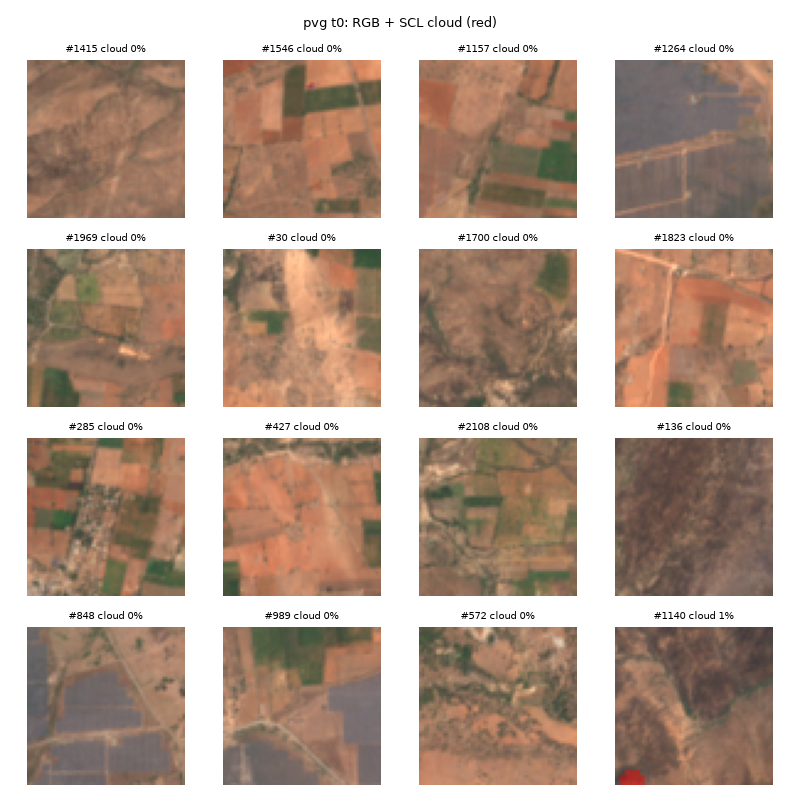 pvg t0: RGB + SCL cloud (red)
#1415 cloud 0%
#1546 cloud 0%
#1157 cloud 0%
#1264 cloud 0%
#1969 cloud 0%
#30 cloud 0%
#1700 cloud 0%
#1823 cloud 0%
#285 cloud 0%
#427 cloud 0%
#2108 cloud 0%
#136 cloud 0%
#848 cloud 0%
#989 cloud 0%
#572 cloud 0%
#1140 cloud 1%